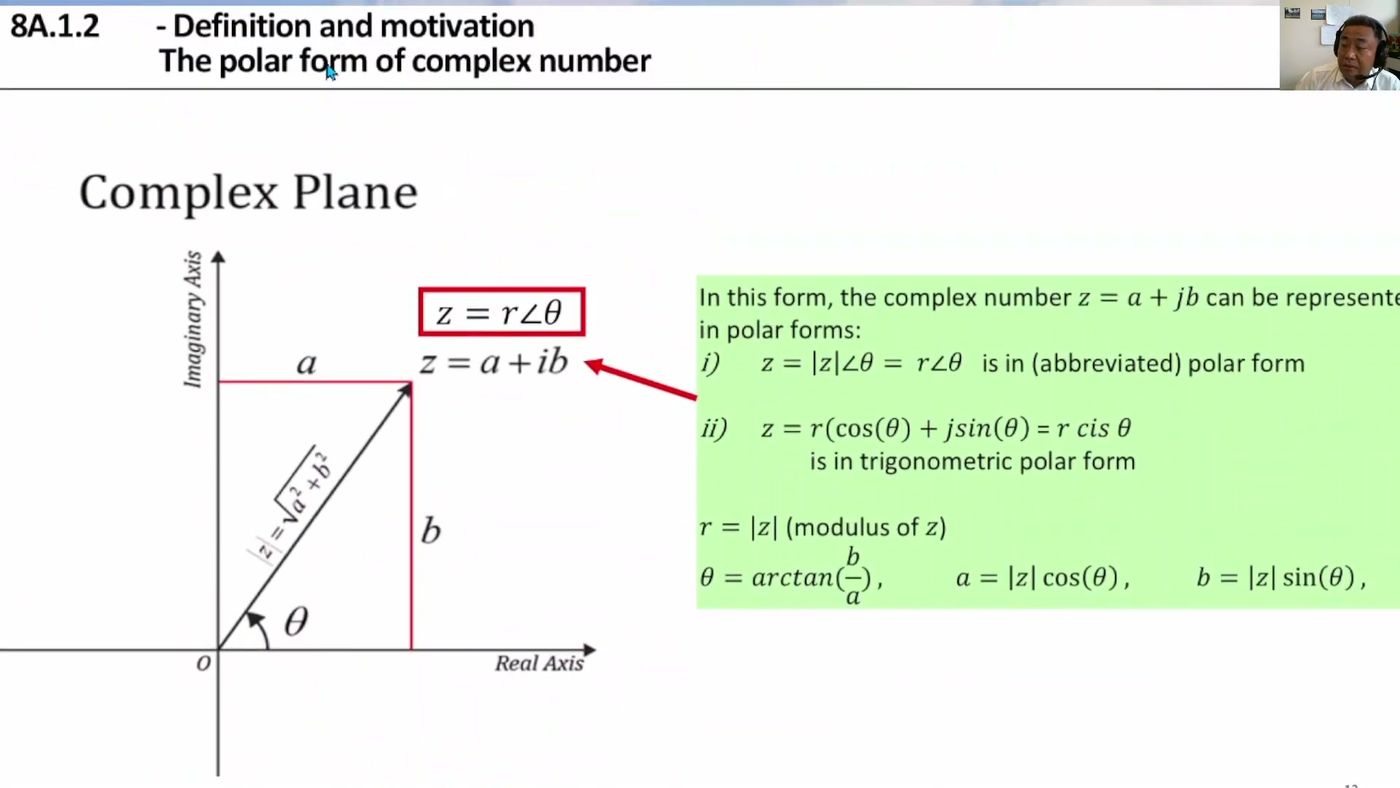 8A.1.2 - Definition and motivation
The polar form of complex number
Complex Plane
Imaginary Axis
z = r∠θ
z = a + ib
a
|z| = √a² + b²
b
θ
O
Real Axis
In this form, the complex number z = a + jb can be represente
in polar forms:
i) z = |z|∠θ = r∠θ is in (abbreviated) polar form
ii) z = r(cos(θ) + jsin(θ) = r cis θ
is in trigonometric polar form
r = |z| (modulus of z)
θ = arctan(b/a), a = |z| cos(θ), b = |z| sin(θ),